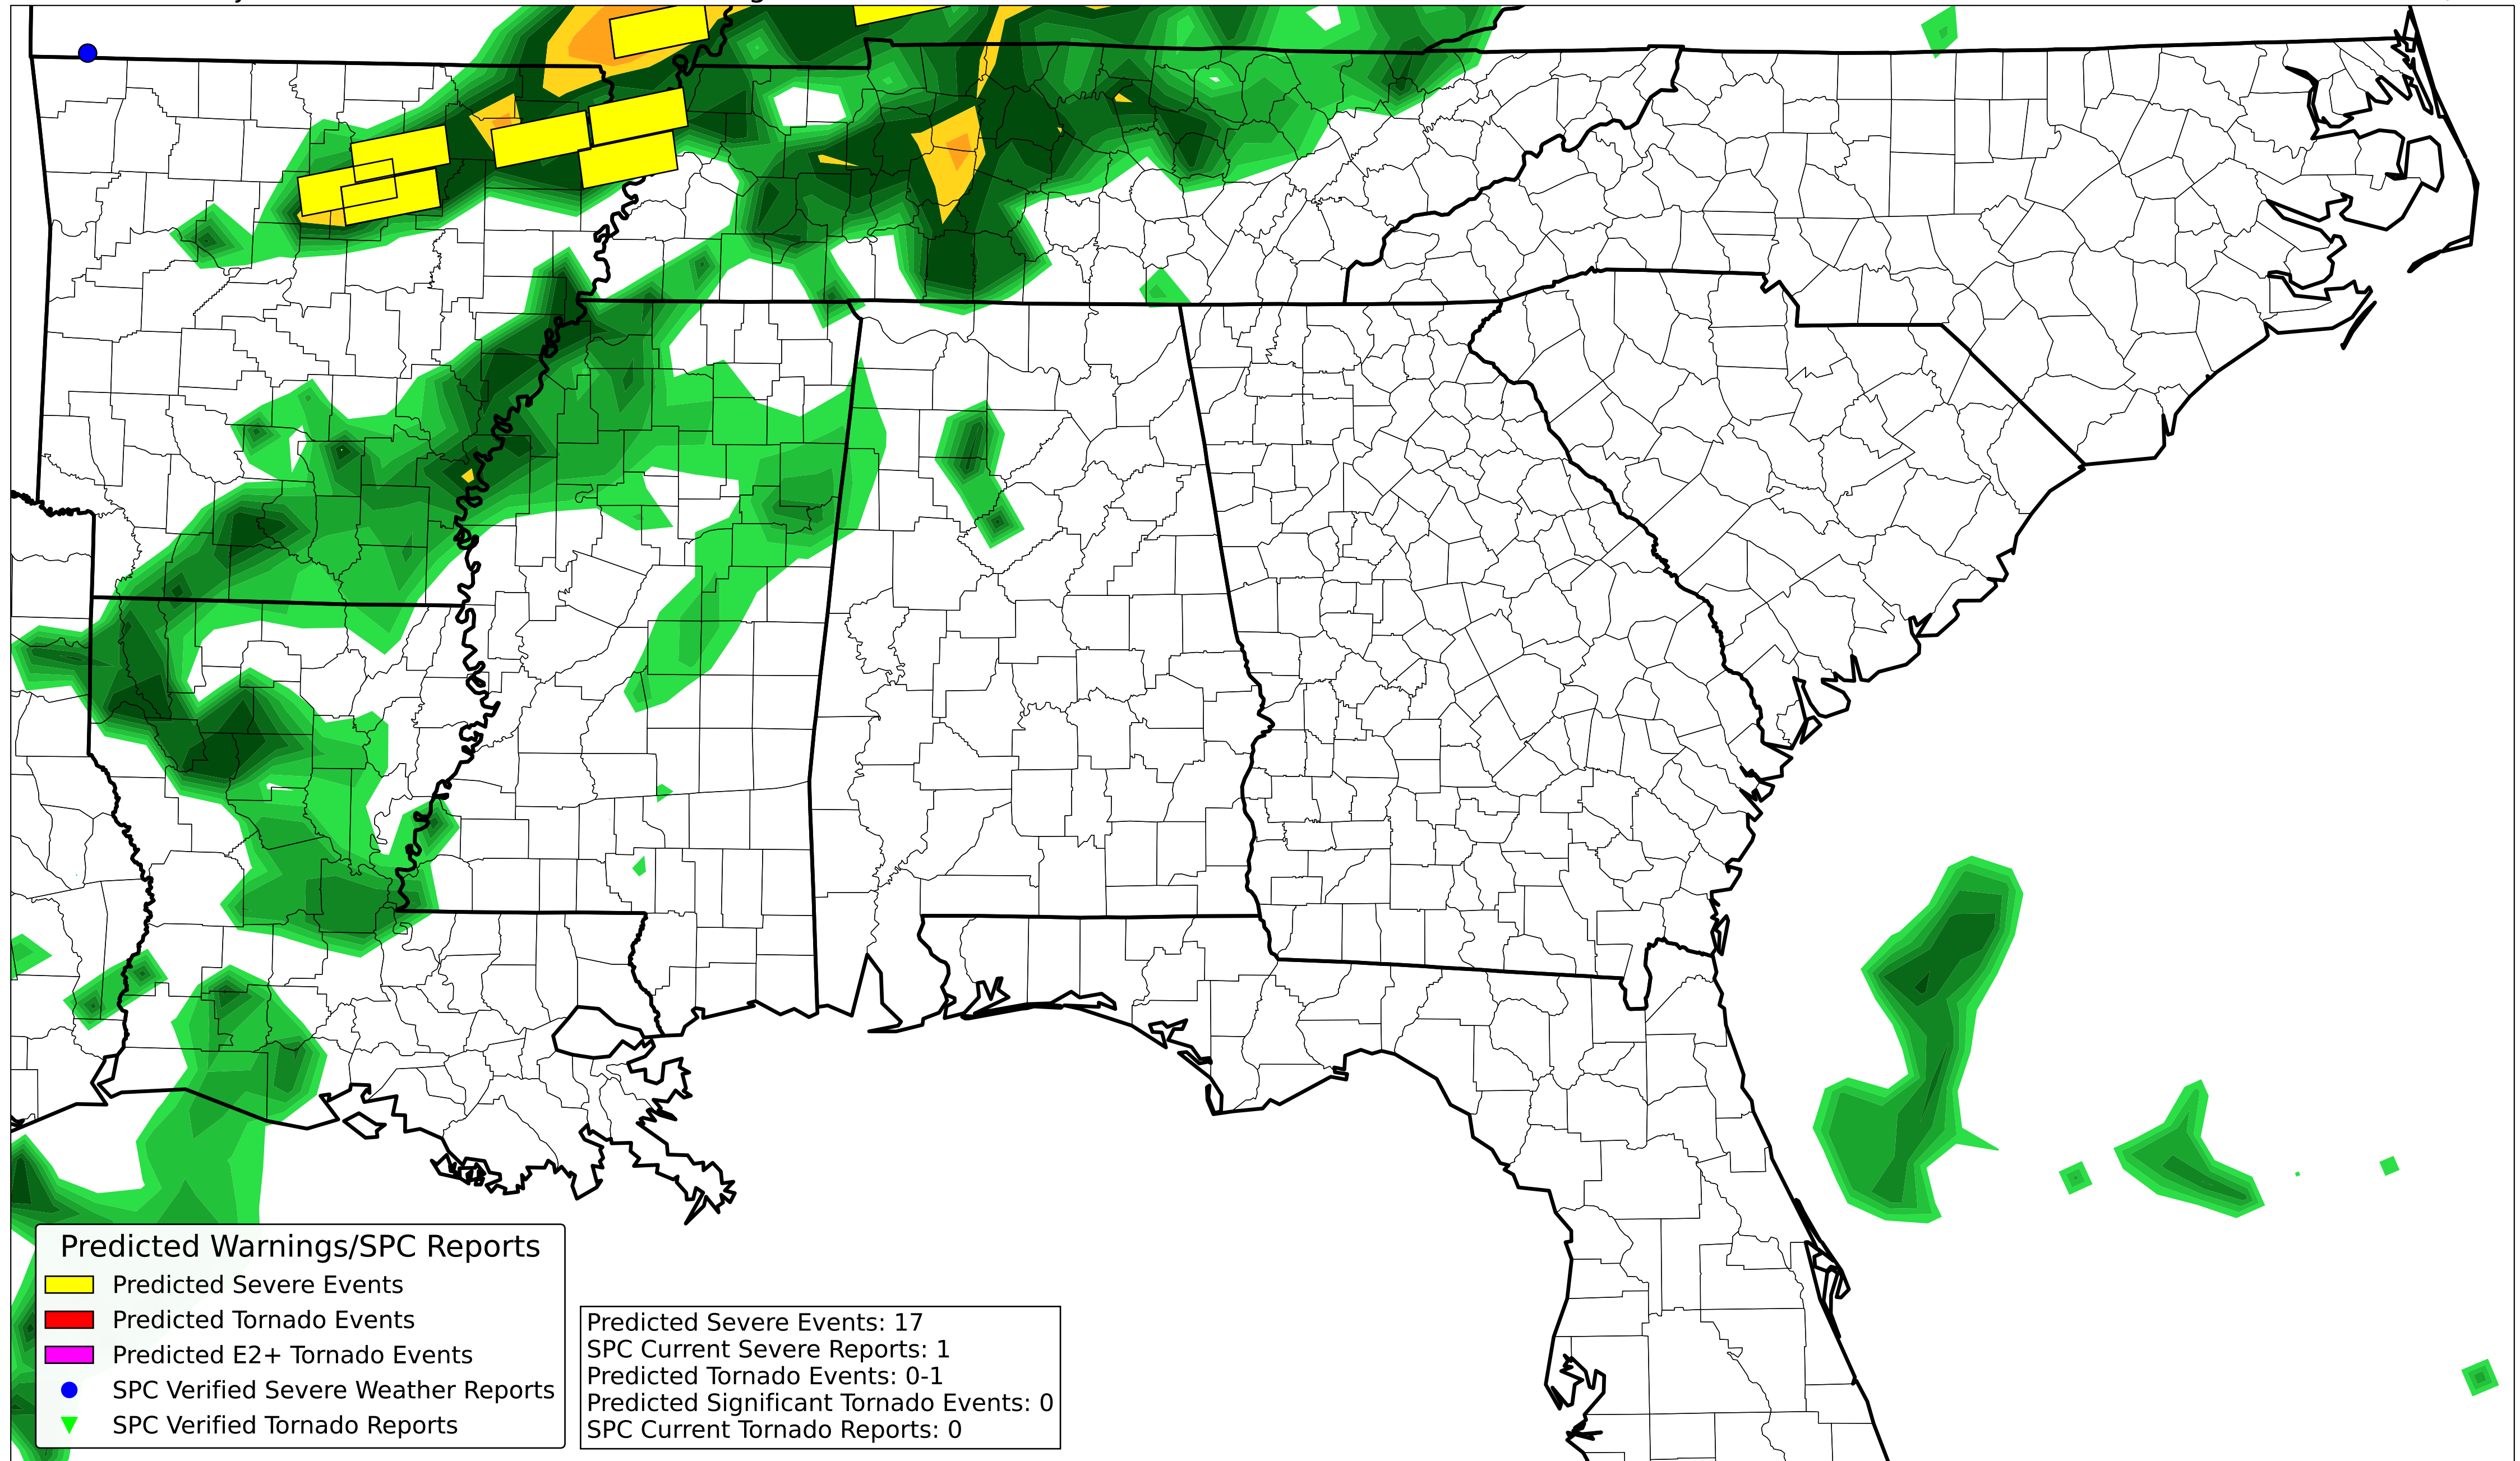 Predicted Warnings/SPC Reports
Predicted Severe Events
Predicted Tornado Events
Predicted E2+ Tornado Events
SPC Verified Severe Weather Reports
SPC Verified Tornado Reports
Predicted Severe Events: 17
SPC Current Severe Reports: 1
Predicted Tornado Events: 0-1
Predicted Significant Tornado Events: 0
SPC Current Tornado Reports: 0